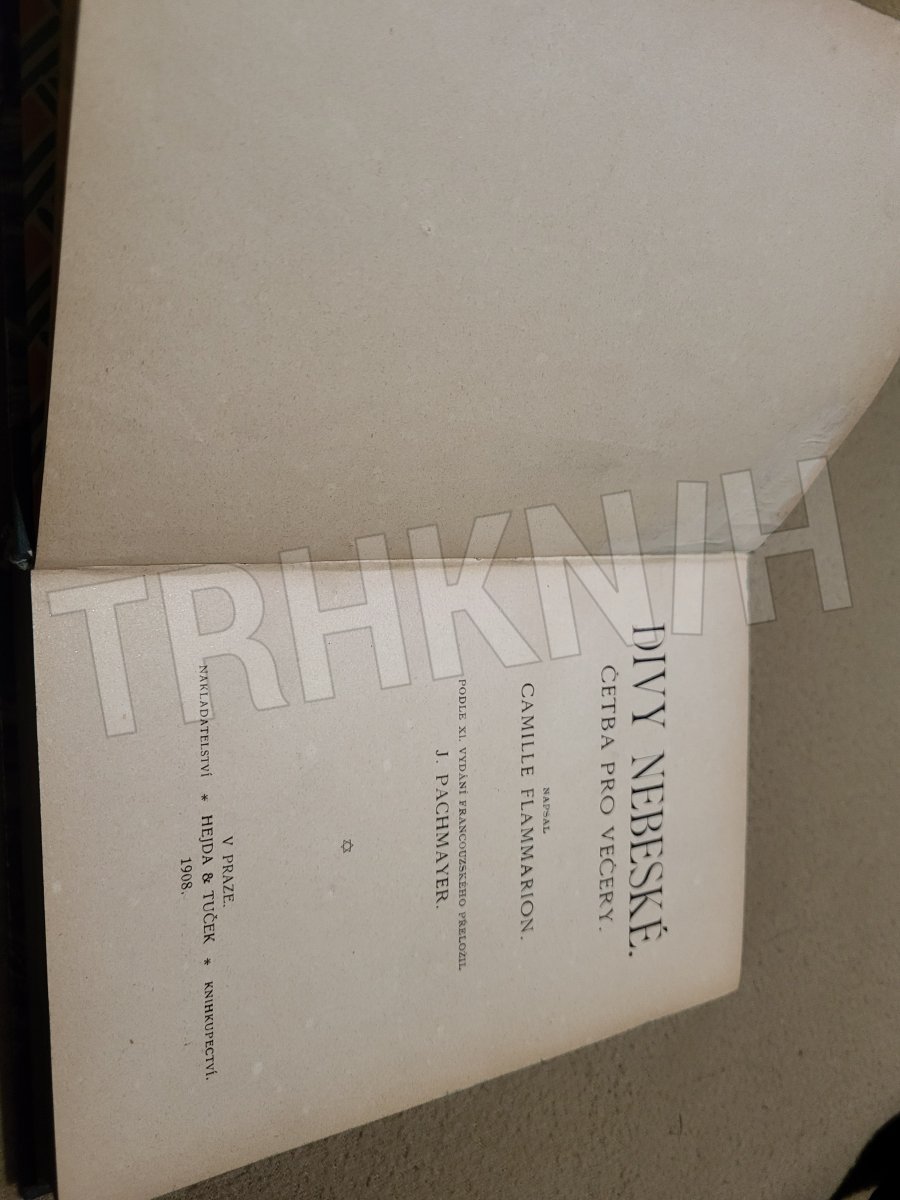 DIVY NEBESKÉ.
ČETBA PRO VEČERY.
NAPSAL
CAMILLE FLAMMARION.
PODLE XI. VYDÁNÍ FRANCOUZSKÉHO PŘELOŽIL
J. PACHMAYER.
V PRAZE.
NAKLADATELSTVÍ * HEJDA & TUČEK * KNIHKUPECTVÍ.
1908.
TRHKNIH